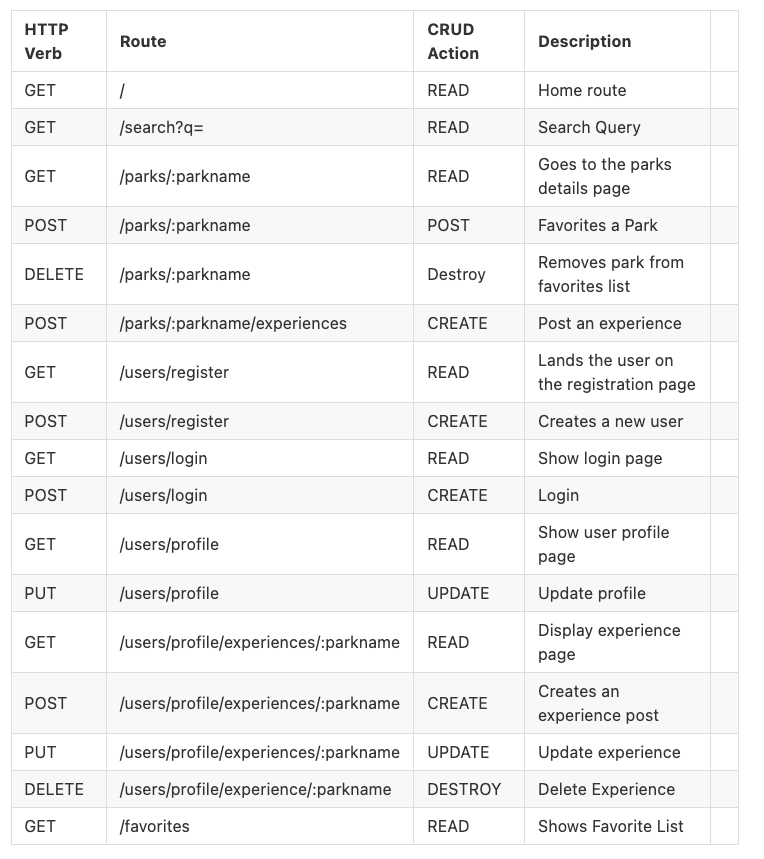 HTTP Verb | Route | CRUD Action | Description
GET | / | READ | Home route
GET | /search?q= | READ | Search Query
GET | /parks/:parkname | READ | Goes to the parks details page
POST | /parks/:parkname | POST | Favorites a Park
DELETE | /parks/:parkname | Destroy | Removes park from favorites list
POST | /parks/:parkname/experiences | CREATE | Post an experience
GET | /users/register | READ | Lands the user on the registration page
POST | /users/register | CREATE | Creates a new user
GET | /users/login | READ | Show login page
POST | /users/login | CREATE | Login
GET | /users/profile | READ | Show user profile page
PUT | /users/profile | UPDATE | Update profile
GET | /users/profile/experiences/:parkname | READ | Display experience page
POST | /users/profile/experiences/:parkname | CREATE | Creates an experience post
PUT | /users/profile/experiences/:parkname | UPDATE | Update experience
DELETE | /users/profile/experience/:parkname | DESTROY | Delete Experience
GET | /favorites | READ | Shows Favorite List